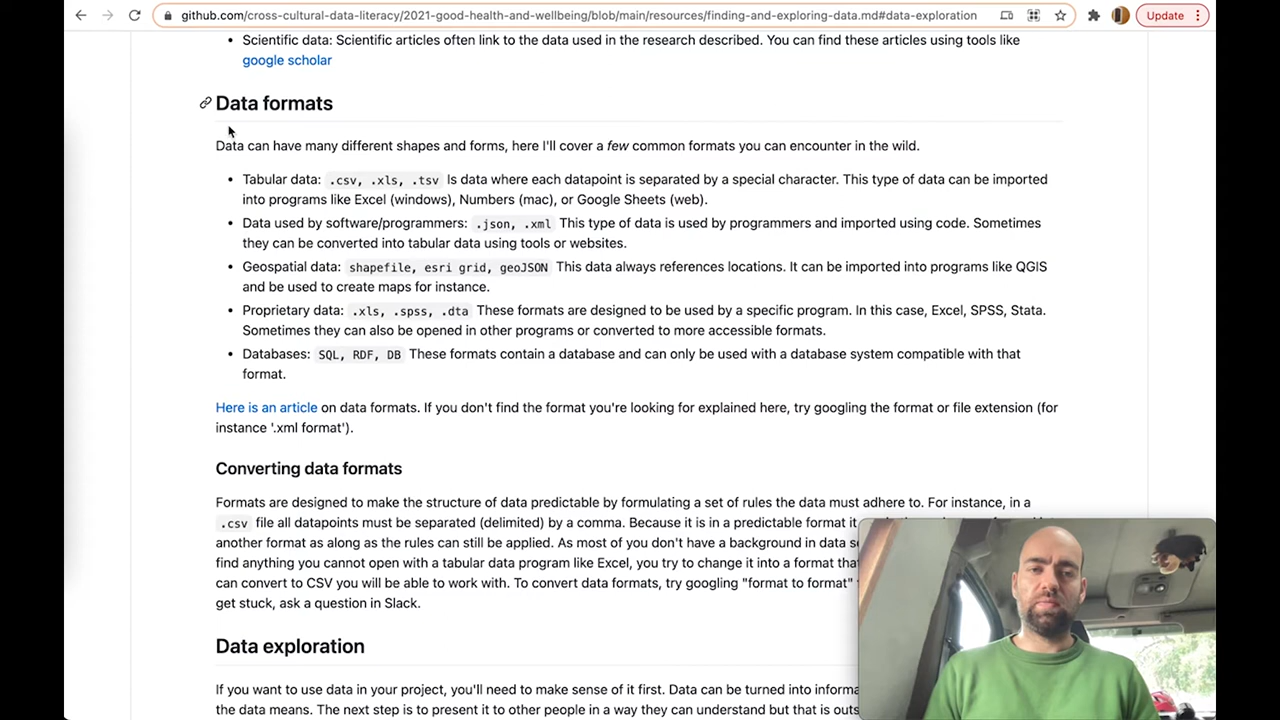 github.com/cross-cultural-data-literacy/2021-good-health-and-wellbeing/blob/main/resources/finding-and-exploring-data.md#data-exploration
Update
Scientific data: Scientific articles often link to the data used in the research described. You can find these articles using tools like
google scholar
Data formats
Data can have many different shapes and forms, here I'll cover a few common formats you can encounter in the wild.
Tabular data: .csv, .xls, .tsv Is data where each datapoint is separated by a special character. This type of data can be imported
into programs like Excel (windows), Numbers (mac), or Google Sheets (web).
Data used by software/programmers: .json, .xml This type of data is used by programmers and imported using code. Sometimes
they can be converted into tabular data using tools or websites.
Geospatial data: shapefile, esri grid, geoJSON This data always references locations. It can be imported into programs like QGIS
and be used to create maps for instance.
Proprietary data: .xls, .spss, .dta These formats are designed to be used by a specific program. In this case, Excel, SPSS, Stata.
Sometimes they can also be opened in other programs or converted to more accessible formats.
Databases: SQL, RDF, DB These formats contain a database and can only be used with a database system compatible with that
format.
Here is an article on data formats. If you don't find the format you're looking for explained here, try googling the format or file extension (for
instance '.xml format').
Converting data formats
Formats are designed to make the structure of data predictable by formulating a set of rules the data must adhere to. For instance, in a
.csv file all datapoints must be separated (delimited) by a comma. Because it is in a predictable format it
another format as along as the rules can still be applied. As most of you don't have a background in data
find anything you cannot open with a tabular data program like Excel, you try to change it into a format
can convert to CSV you will be able to work with. To convert data formats, try googling "format to format"
get stuck, ask a question in Slack.
Data exploration
If you want to use data in your project, you'll need to make sense of it first. Data can be turned into
the data means. The next step is to present it to other people in a way they can understand but that is